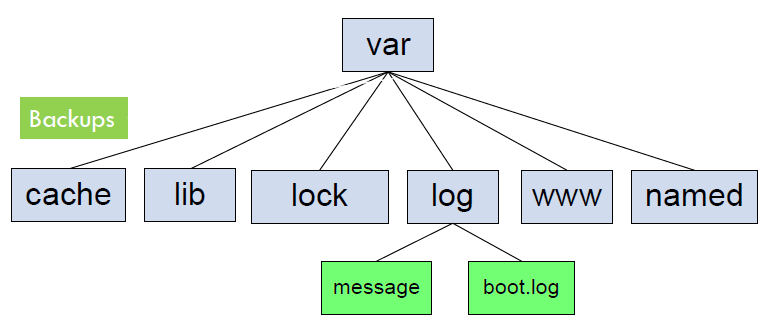 var
Backups
cache lib lock log www named
message boot.log